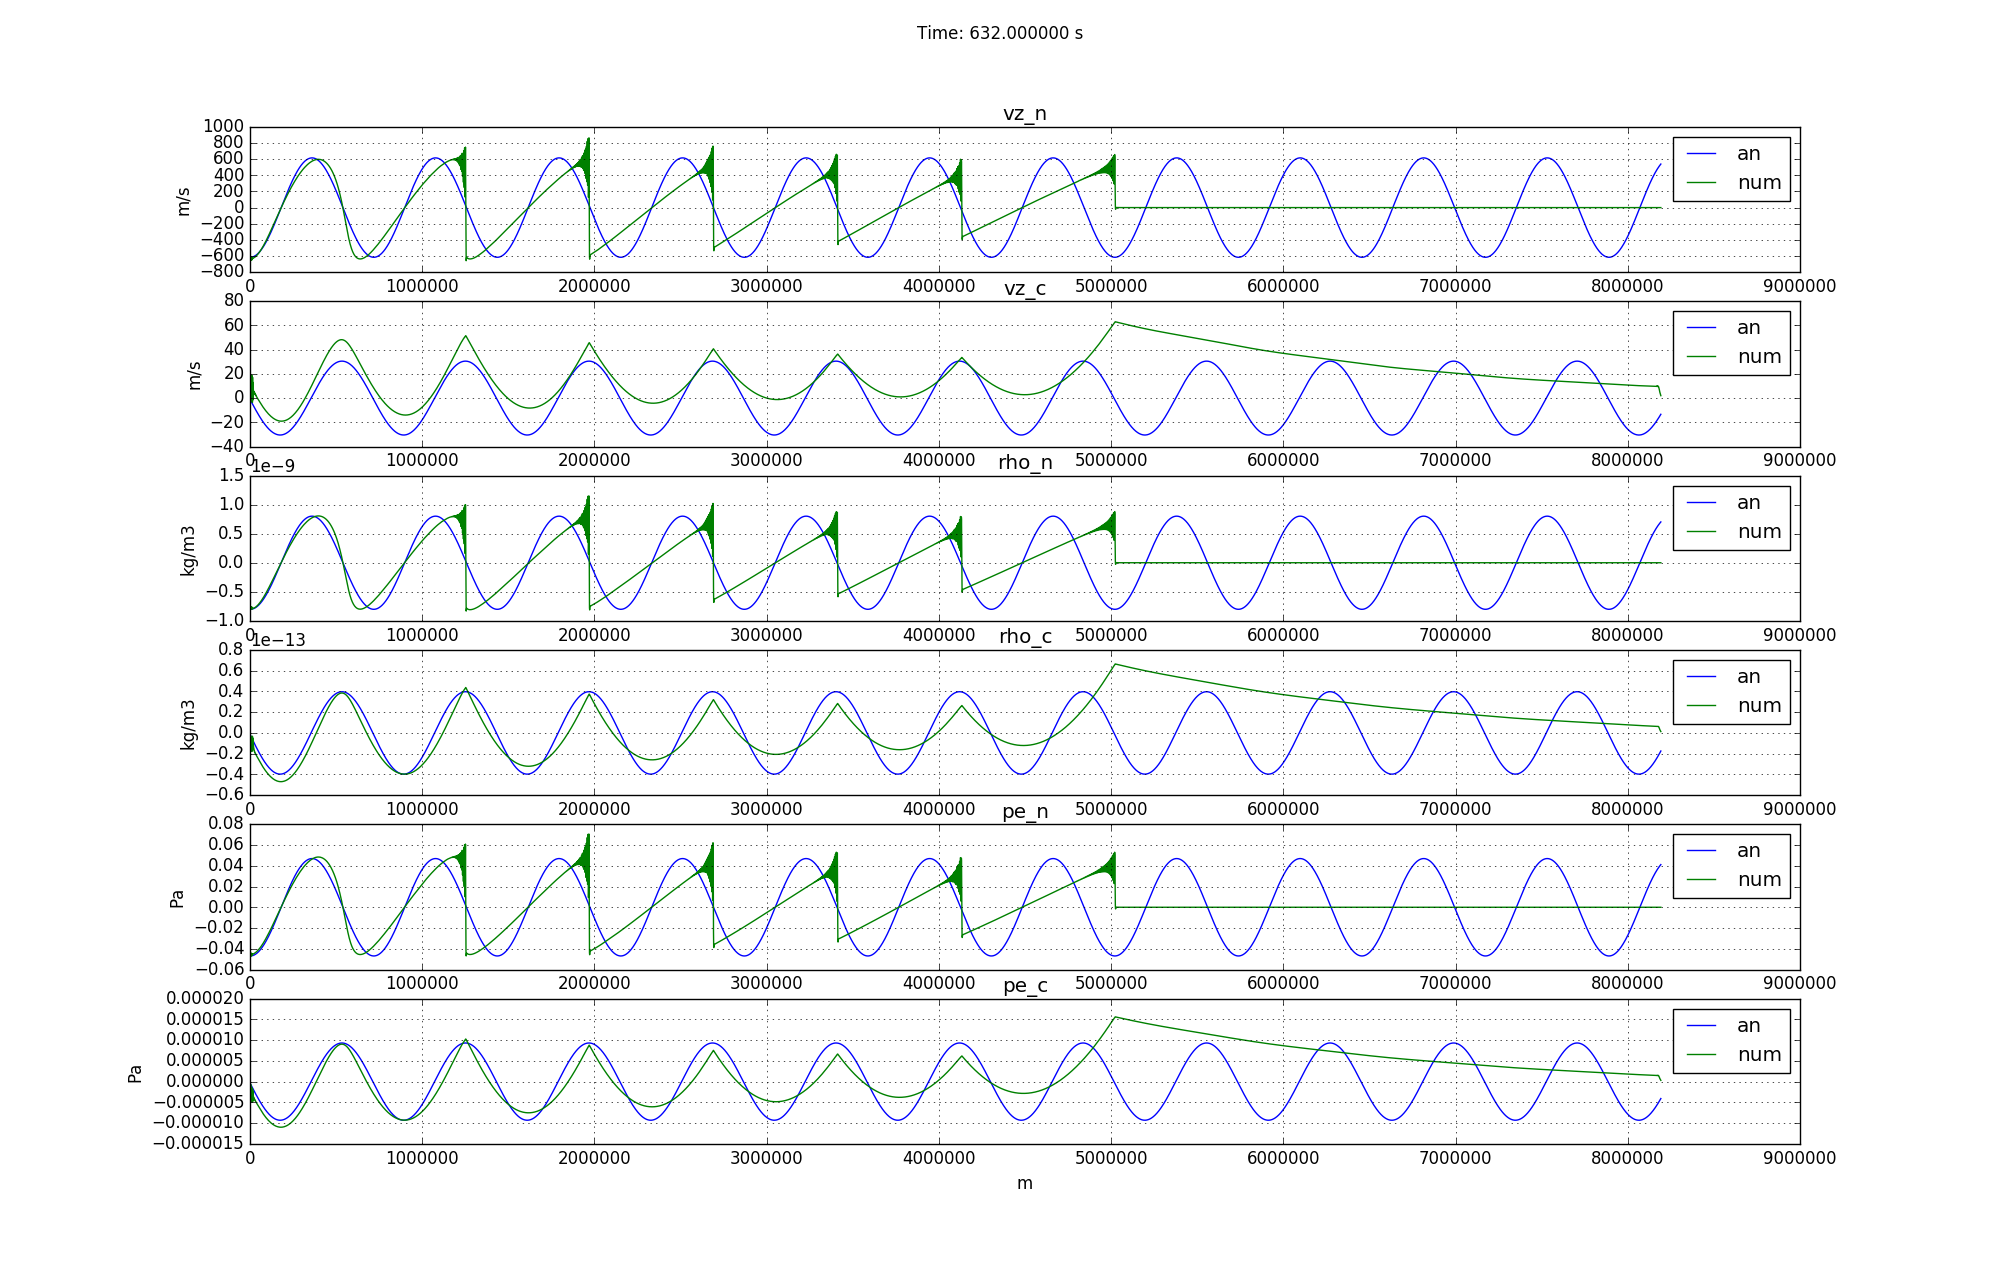 Time: 632.000000 s
vz_n
1000
800
600
400
200
0
−200
−400
−600
−800
m/s
an
num
0 1000000 2000000 3000000 4000000 5000000 6000000 7000000 8000000 9000000
vz_c
80
60
40
20
0
−20
−40
m/s
an
num
0 1000000 2000000 3000000 4000000 5000000 6000000 7000000 8000000 9000000
1e−9
rho_n
1.5
1.0
0.5
0.0
−0.5
−1.0
kg/m3
an
num
0 1000000 2000000 3000000 4000000 5000000 6000000 7000000 8000000 9000000
1e−13
rho_c
0.8
0.6
0.4
0.2
0.0
−0.2
−0.4
−0.6
kg/m3
an
num
0 1000000 2000000 3000000 4000000 5000000 6000000 7000000 8000000 9000000
pe_n
0.08
0.06
0.04
0.02
0.00
−0.02
−0.04
−0.06
Pa
an
num
0 1000000 2000000 3000000 4000000 5000000 6000000 7000000 8000000 9000000
pe_c
0.000020
0.000015
0.000010
0.000005
0.000000
−0.000005
−0.000010
−0.000015
Pa
an
num
0 1000000 2000000 3000000 4000000 5000000 6000000 7000000 8000000 9000000
m